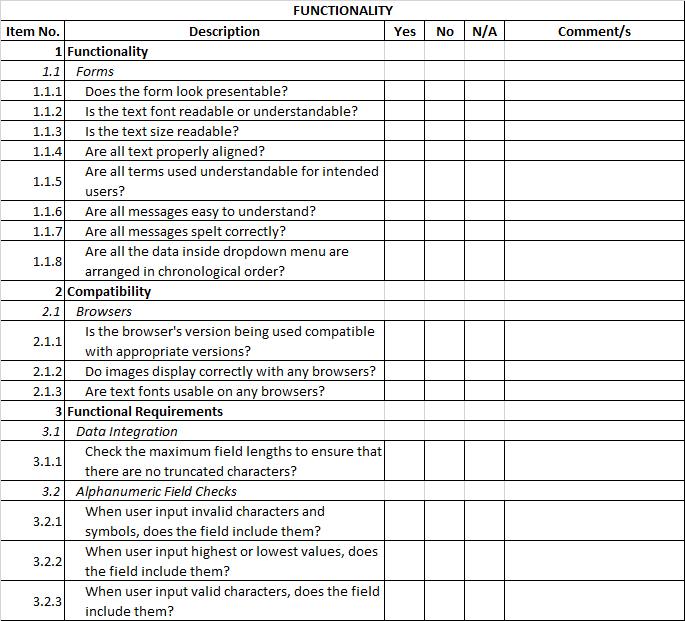 FUNCTIONALITY
Item No. Description Yes No N/A Comment/s
1 Functionality
1.1 Forms
1.1.1 Does the form look presentable?
1.1.2 Is the text font readable or understandable?
1.1.3 Is the text size readable?
1.1.4 Are all text properly aligned?
1.1.5 Are all terms used understandable for intended
users?
1.1.6 Are all messages easy to understand?
1.1.7 Are all messages spelt correctly?
1.1.8 Are all the data inside dropdown menu are
arranged in chronological order?
2 Compatibility
2.1 Browsers
2.1.1 Is the browser's version being used compatible
with appropriate versions?
2.1.2 Do images display correctly with any browsers?
2.1.3 Are text fonts usable on any browsers?
3 Functional Requirements
3.1 Data Integration
3.1.1 Check the maximum field lengths to ensure that
there are no truncated characters?
3.2 Alphanumeric Field Checks
3.2.1 When user input invalid characters and
symbols, does the field include them?
3.2.2 When user input highest or lowest values, does
the field include them?
3.2.3 When user input valid characters, does the field
include them?